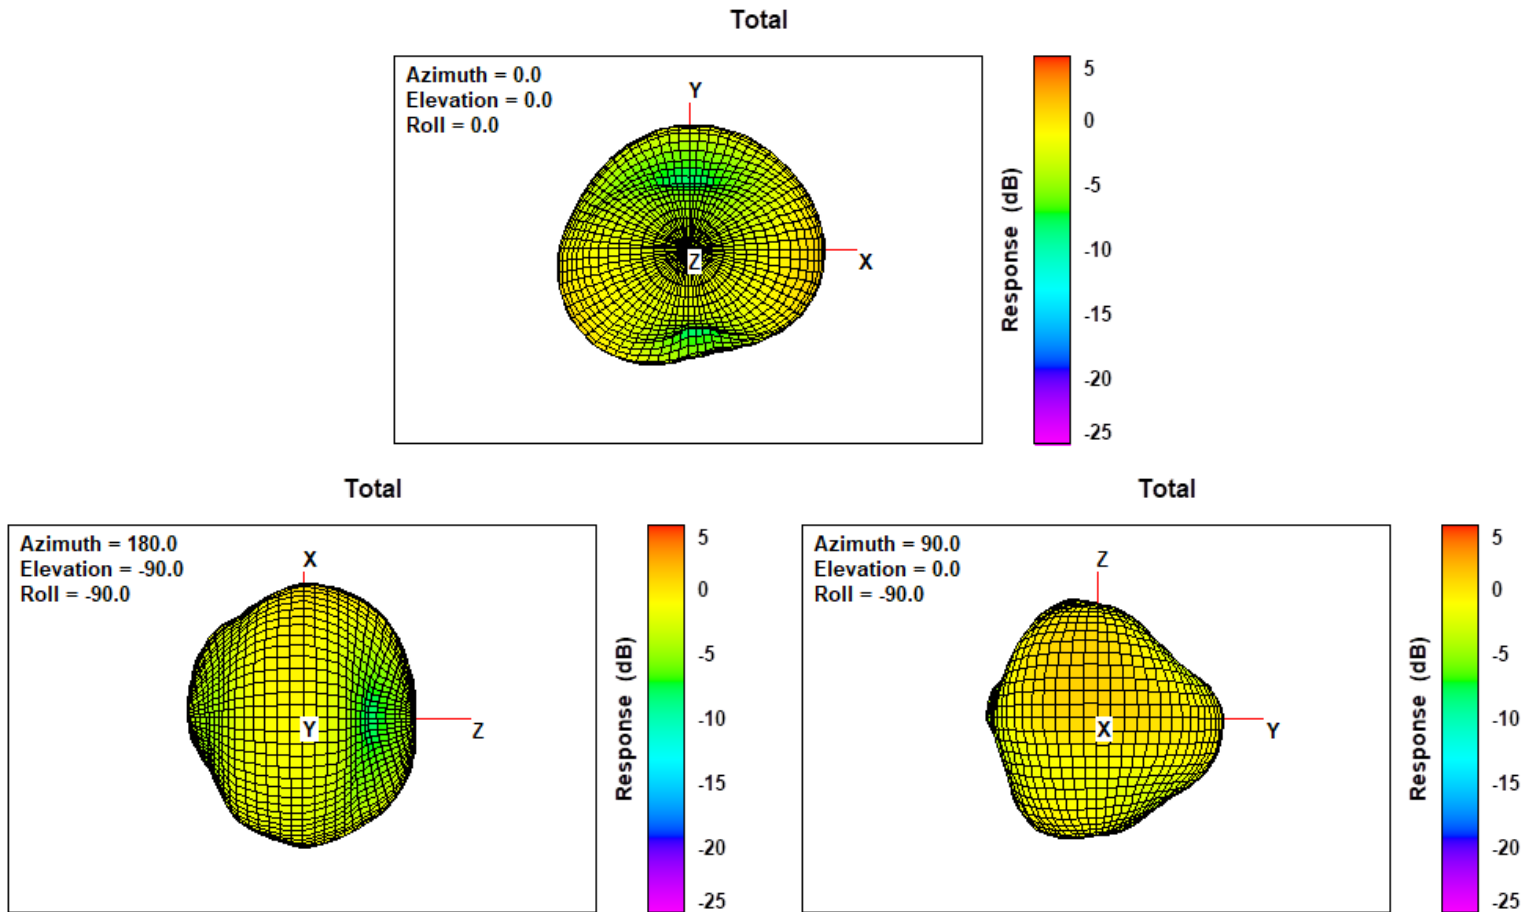 Total
Azimuth = 0.0
Elevation = 0.0
Roll = 0.0
Y
X
Z
Response (dB)
5
0
-5
-10
-15
-20
-25
Total
Azimuth = 180.0
Elevation = -90.0
Roll = -90.0
X
Y
Z
Response (dB)
5
0
-5
-10
-15
-20
-25
Total
Azimuth = 90.0
Elevation = 0.0
Roll = -90.0
Z
X
Y
Response (dB)
5
0
-5
-10
-15
-20
-25